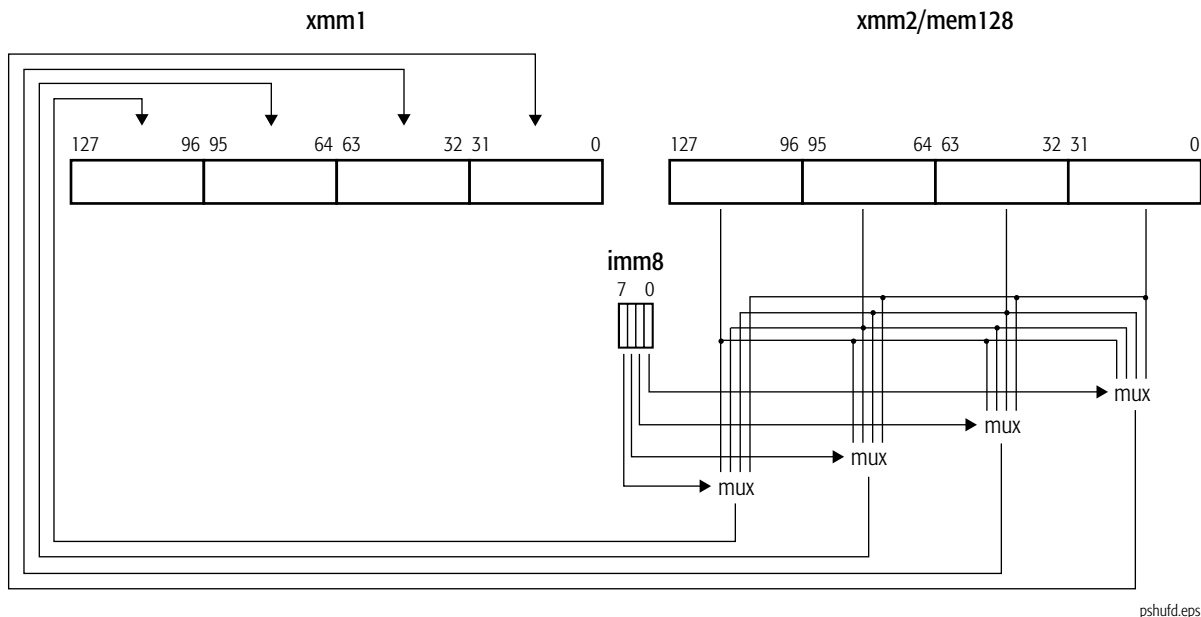 xmm1
xmm2/mem128
127 96 95 64 63 32 31 0
127 96 95 64 63 32 31 0
imm8
7 0
mux
mux
mux
mux
pshufd.eps